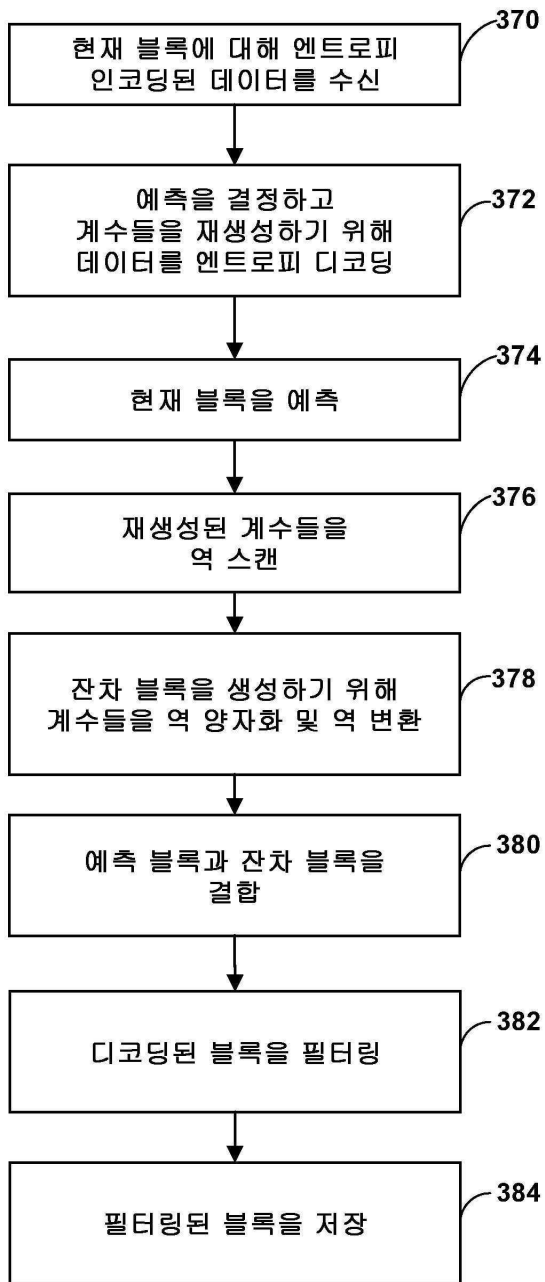 370
현재 블록에 대해 엔트로피
인코딩된 데이터를 수신
372
예측을 결정하고
계수들을 재생성하기 위해
데이터를 엔트로피 디코딩
374
현재 블록을 예측
376
재생성된 계수들을
역 스캔
378
잔차 블록을 생성하기 위해
계수들을 역 양자화 및 역 변환
380
예측 블록과 잔차 블록을
결합
382
디코딩된 블록을 필터링
384
필터링된 블록을 저장